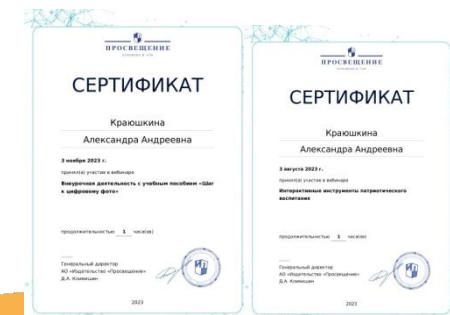 ПРОСВЕЩЕНИЕ
СЕРТИФИКАТ
Краюшкина
Александра Андреевна
3 ноября 2023 г.
принял(а) участие в вебинаре
Внеурочная деятельность с учебным пособием «Шаг
к цифровому фото»
продолжительностью 1 часа(ов)
Генеральный директор
АО «Издательство «Просвещение»
Д.А. Климишин
2023
ПРОСВЕЩЕНИЕ
СЕРТИФИКАТ
Краюшкина
Александра Андреевна
3 августа 2023 г.
принял(а) участие в вебинаре
Интерактивные инструменты патриотического
воспитания
продолжительностью 1 часа(ов)
Генеральный директор
АО «Издательство «Просвещение»
Д.А. Климишин
2023